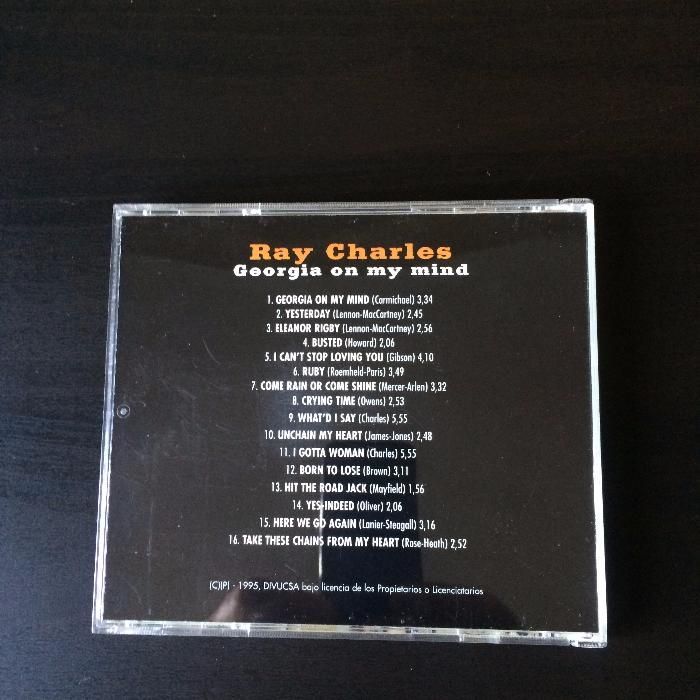 Ray Charles
Georgia on my mind
1. GEORGIA ON MY MIND (Carmichael) 3,34
2. YESTERDAY (Lennon-MacCartney) 2,45
3. ELEANOR RIGBY (Lennon-MacCartney) 2,56
4. BUSTED (Howard) 2,06
5. I CAN'T STOP LOVING YOU (Gibson) 4,10
6. RUBY (Roemheld-Paris) 3,49
7. COME RAIN OR COME SHINE (Mercer-Arlen) 3,32
8. CRYING TIME (Owens) 2,53
9. WHAT'D I SAY (Charles) 5,55
10. UNCHAIN MY HEART (James-Jones) 2,48
11. I GOTTA WOMAN (Charles) 5,55
12. BORN TO LOSE (Brown) 3,11
13. HIT THE ROAD JACK (Mayfield) 1,56
14. YES-INDEED (Oliver) 2,06
15. HERE WE GO AGAIN (Lanier-Steagall) 3,16
16. TAKE THESE CHAINS FROM MY HEART (Rose-Heath) 2,52
(C)(P) - 1995, DIVUCSA bajo licencia de los Propietarios o Licenciatarios